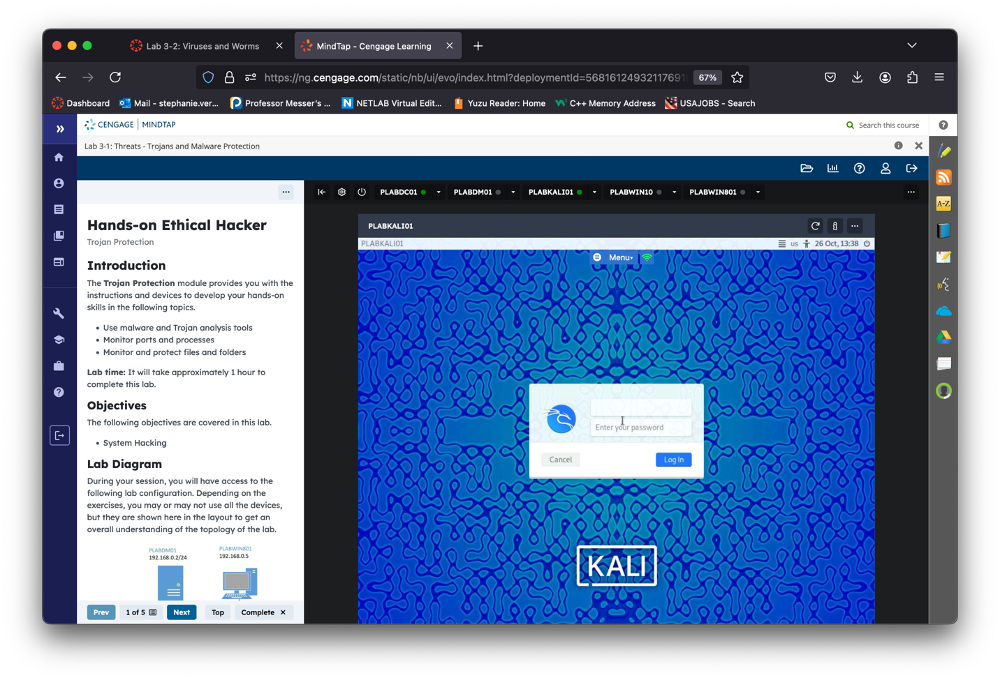 Lab 3-2: Viruses and Worms
MindTap - Cengage Learning
https://ng.cengage.com/static/nb/ui/evo/index.html?deploymentId=568161249321176918
67%
Dashboard
Mail - stephanie.ver...
Professor Messer's ...
NETLAB Virtual Edit...
Yuzu Reader: Home
C++ Memory Address
USAJOBS - Search
CENGAGE | MINDTAP
Search this course
Lab 3-1: Threats - Trojans and Malware Protection
PLABDC01
PLABDM01
PLABKALI01
PLABWIN10
PLABWIN801
Hands-on Ethical Hacker
Trojan Protection
Introduction
The Trojan Protection module provides you with the
instructions and devices to develop your hands-on
skills in the following topics.
• Use malware and Trojan analysis tools
• Monitor ports and processes
• Monitor and protect files and folders
Lab time: It will take approximately 1 hour to
complete this lab.
Objectives
The following objectives are covered in this lab.
• System Hacking
Lab Diagram
During your session, you will have access to the
following lab configuration. Depending on the
exercises, you may or may not use all the devices,
but they are shown here in the layout to get an
overall understanding of the topology of the lab.
PLABDM01
192.168.0.2/24
PLABWIN801
192.168.0.5
Prev
1 of 5
Next
Top
Complete
PLABKALI01
PLABKALI01
us
26 Oct, 13:38
Menu
Enter your password
Cancel
Log In
KALI
A-Z